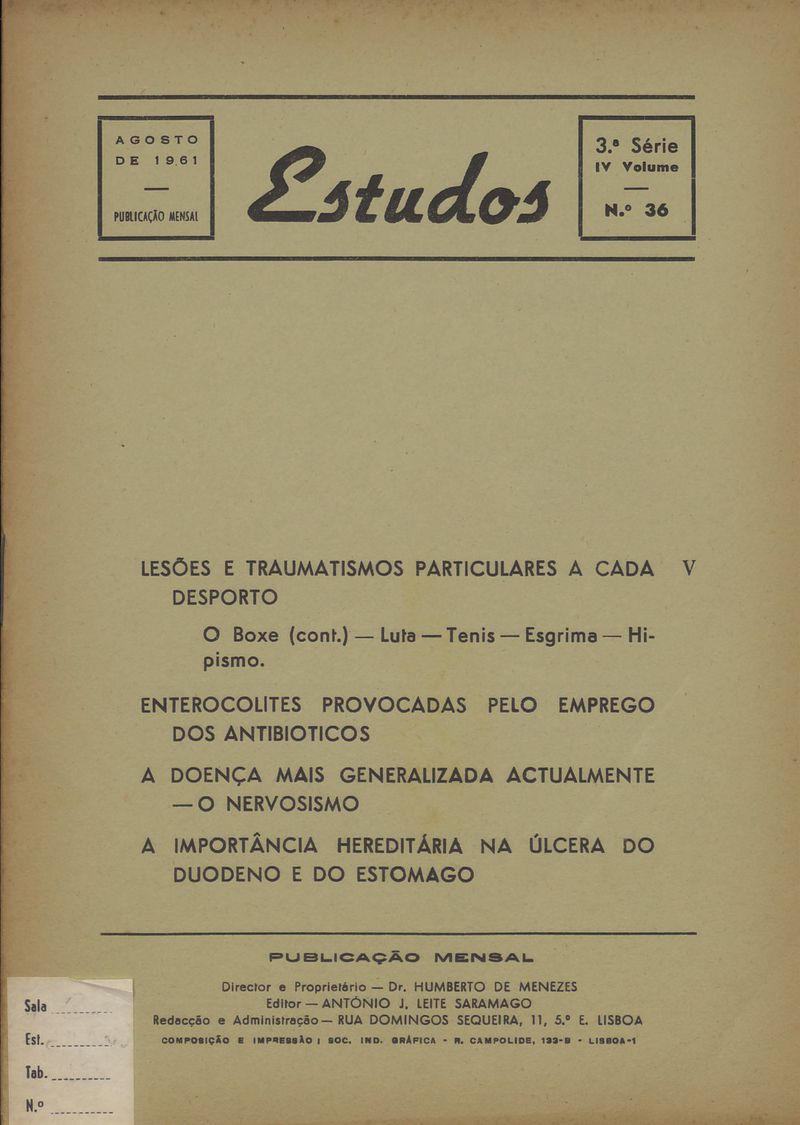 AGOSTO
DE 1961
PUBLICAÇÃO MENSAL
Estudos
3.ª Série
IV Volume
N.º 36
LESÕES E TRAUMATISMOS PARTICULARES A CADA V
DESPORTO
O Boxe (cont.) — Luta — Tenis — Esgrima — Hi-
pismo.
ENTEROCOLITES PROVOCADAS PELO EMPREGO
DOS ANTIBIOTICOS
A DOENÇA MAIS GENERALIZADA ACTUALMENTE
— O NERVOSISMO
A IMPORTÂNCIA HEREDITÁRIA NA ÚLCERA DO
DUODENO E DO ESTOMAGO
PUBLICAÇÃO MENSAL
Director e Proprietério — Dr. HUMBERTO DE MENEZES
Editor — ANTÓNIO J. LEITE SARAMAGO
Redacção e Administração — RUA DOMINGOS SEQUEIRA, 11, 5.º E. LISBOA
COMPOSIÇÃO E IMPRESSÃO : SOC. IND. GRÁFICA - R. CAMPOLIDE, 133-B - LISBOA-1
Sala
Est.
Tab.
N.º